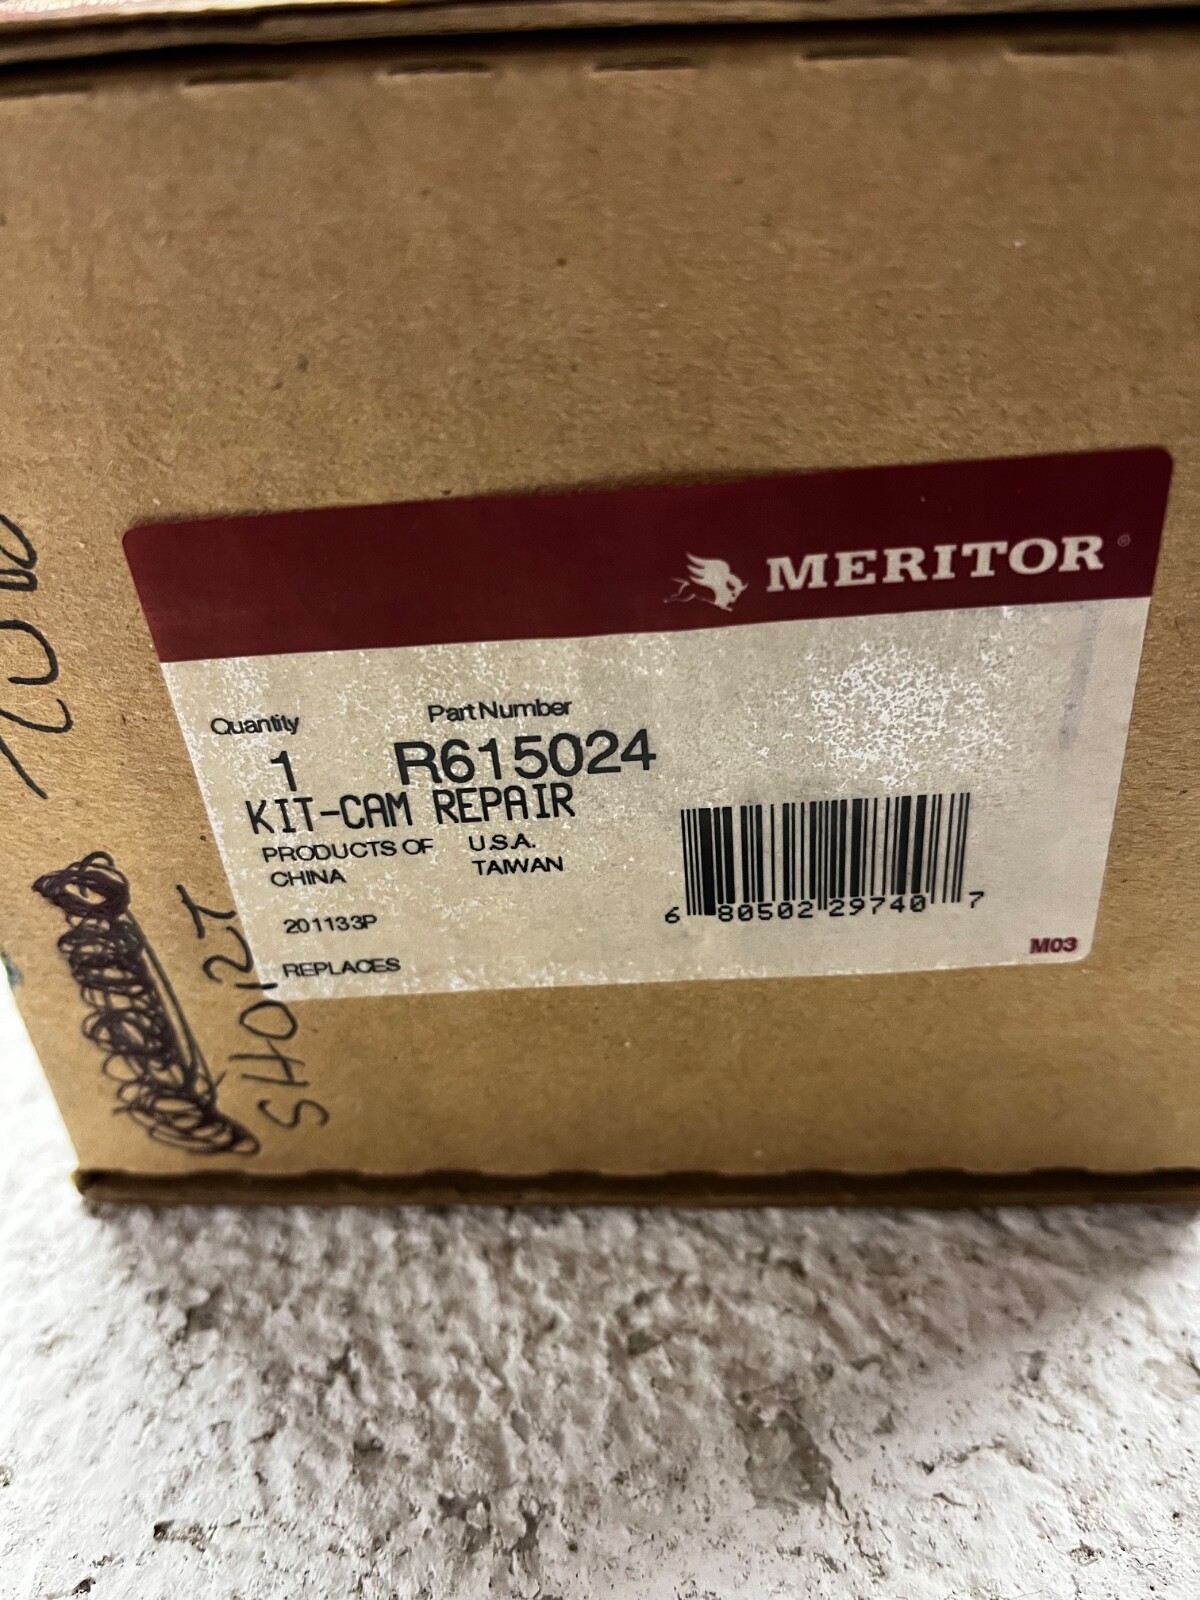 MERITOR®
Quantity Part Number
1 R615024
KIT-CAM REPAIR
PRODUCTS OF U.S.A.
CHINA TAIWAN
201133P
REPLACES
6 80502 29740 7
M03
SHORT